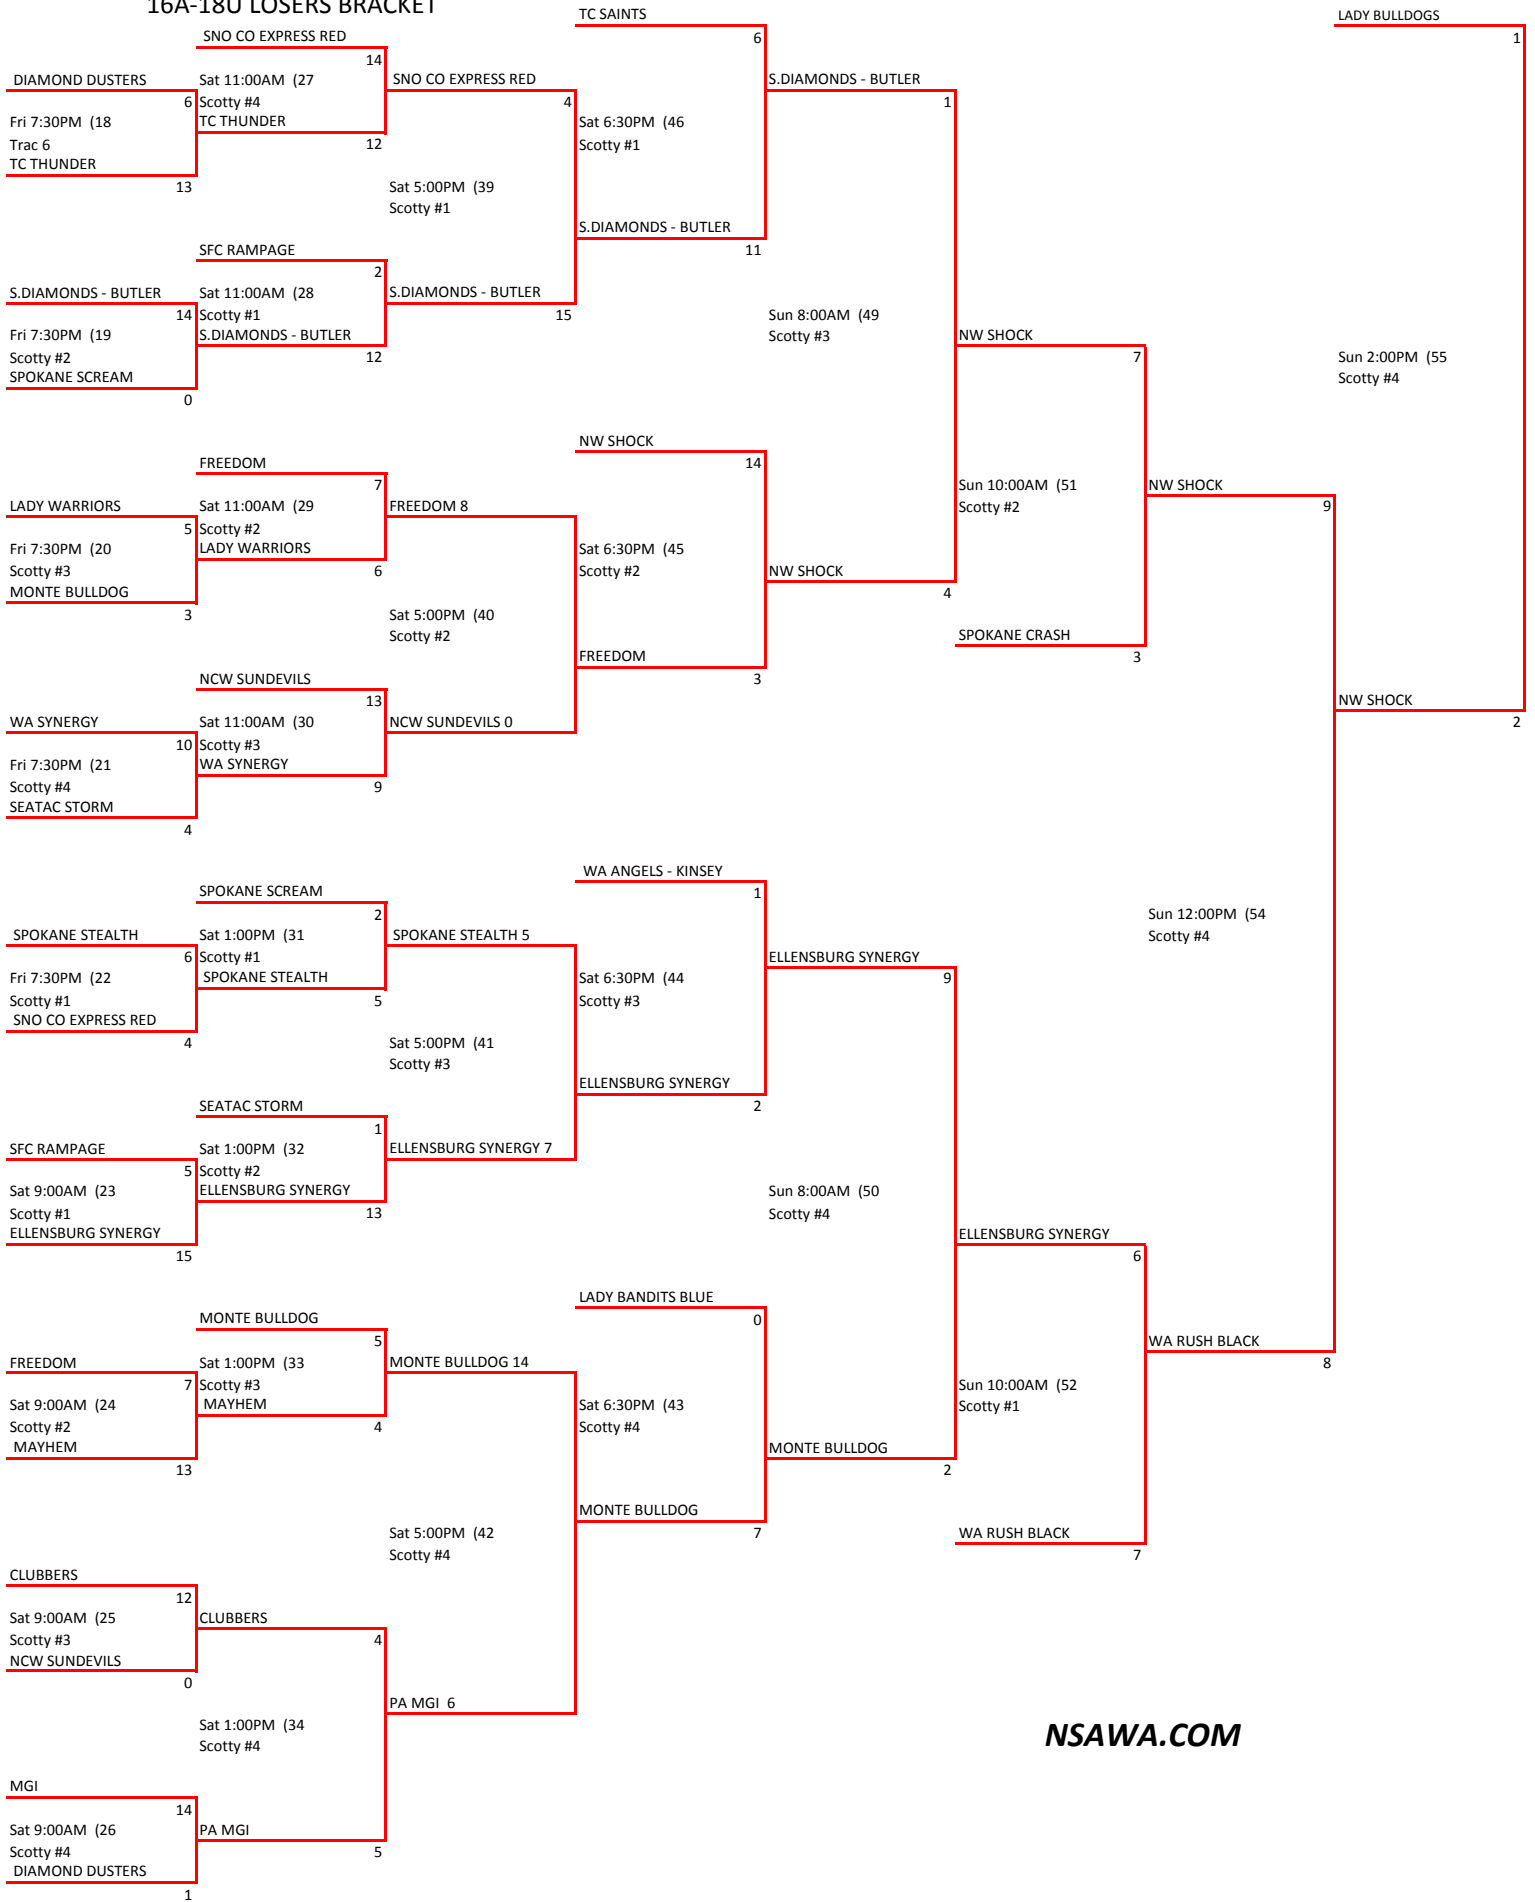 16A-18U LOSERS BRACKET
TC SAINTS
LADY BULLDOGS
SNO CO EXPRESS RED
6
1
14
DIAMOND DUSTERS
Sat 11:00AM (27
SNO CO EXPRESS RED
S.DIAMONDS - BUTLER
6
Scotty #4
4
1
Fri 7:30PM (18
TC THUNDER
Sat 6:30PM (46
Trac 6
12
Scotty #1
TC THUNDER
13
Sat 5:00PM (39
Scotty #1
S.DIAMONDS - BUTLER
SFC RAMPAGE
11
2
S.DIAMONDS - BUTLER
Sat 11:00AM (28
S.DIAMONDS - BUTLER
14
Scotty #1
15
Sun 8:00AM (49
Fri 7:30PM (19
S.DIAMONDS - BUTLER
Scotty #3
NW SHOCK
Scotty #2
12
7
Sun 2:00PM (55
SPOKANE SCREAM
Scotty #4
0
NW SHOCK
FREEDOM
14
7
Sun 10:00AM (51
NW SHOCK
LADY WARRIORS
Sat 11:00AM (29
FREEDOM 8
Scotty #2
9
5
Scotty #2
Fri 7:30PM (20
LADY WARRIORS
Sat 6:30PM (45
Scotty #3
6
Scotty #2
NW SHOCK
MONTE BULLDOG
4
3
Sat 5:00PM (40
Scotty #2
SPOKANE CRASH
FREEDOM
3
NCW SUNDEVILS
3
13
NW SHOCK
WA SYNERGY
Sat 11:00AM (30
NCW SUNDEVILS 0
2
10
Scotty #3
Fri 7:30PM (21
WA SYNERGY
Scotty #4
9
SEATAC STORM
4
WA ANGELS - KINSEY
SPOKANE SCREAM
1
2
Sun 12:00PM (54
SPOKANE STEALTH
Sat 1:00PM (31
SPOKANE STEALTH 5
Scotty #4
6
Scotty #1
ELLENSBURG SYNERGY
Fri 7:30PM (22
SPOKANE STEALTH
Sat 6:30PM (44
9
Scotty #1
5
Scotty #3
SNO CO EXPRESS RED
4
Sat 5:00PM (41
Scotty #3
ELLENSBURG SYNERGY
SEATAC STORM
2
1
SFC RAMPAGE
Sat 1:00PM (32
ELLENSBURG SYNERGY 7
5
Scotty #2
Sat 9:00AM (23
ELLENSBURG SYNERGY
Sun 8:00AM (50
Scotty #1
13
Scotty #4
ELLENSBURG SYNERGY
ELLENSBURG SYNERGY
15
6
LADY BANDITS BLUE
MONTE BULLDOG
0
5
WA RUSH BLACK
FREEDOM
Sat 1:00PM (33
MONTE BULLDOG 14
8
7
Scotty #3
Sun 10:00AM (52
Sat 9:00AM (24
MAYHEM
Sat 6:30PM (43
Scotty #1
Scotty #2
4
Scotty #4
MAYHEM
MONTE BULLDOG
13
2
MONTE BULLDOG
Sat 5:00PM (42
7
WA RUSH BLACK
Scotty #4
7
CLUBBERS
12
Sat 9:00AM (25
CLUBBERS
Scotty #3
4
NCW SUNDEVILS
0
PA MGI 6
Sat 1:00PM (34
NSAWA.COM
Scotty #4
MGI
14
Sat 9:00AM (26
PA MGI
Scotty #4
5
DIAMOND DUSTERS
1